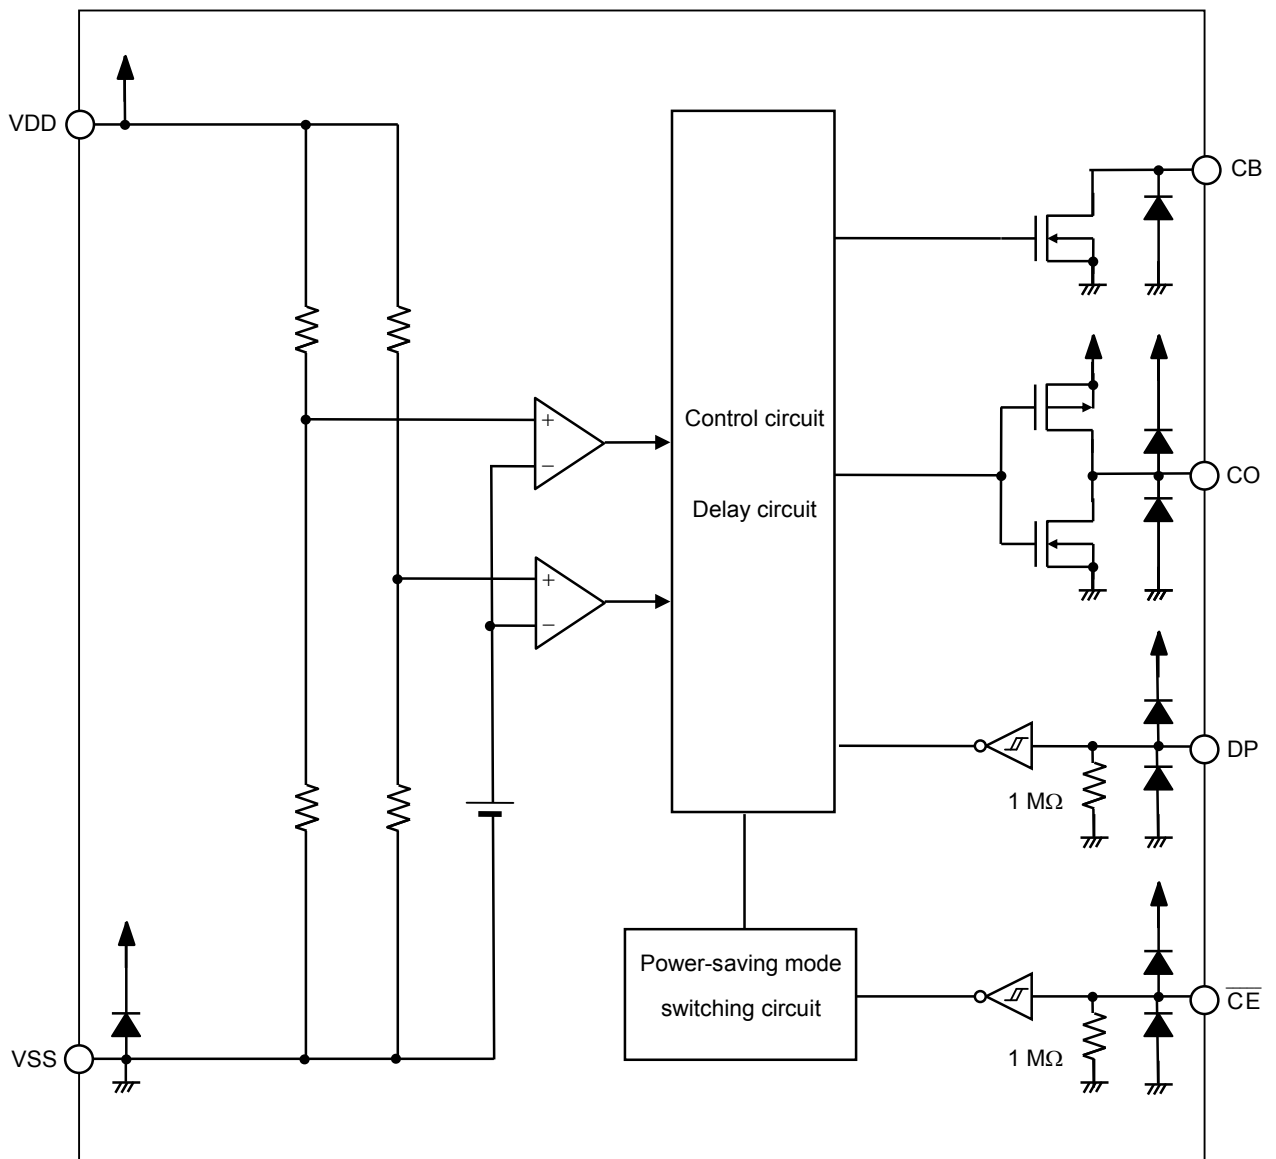 VDD
CB
+
−
Control circuit
CO
Delay circuit
+
−
DP
1 MΩ
Power-saving mode
switching circuit
CE
1 MΩ
VSS